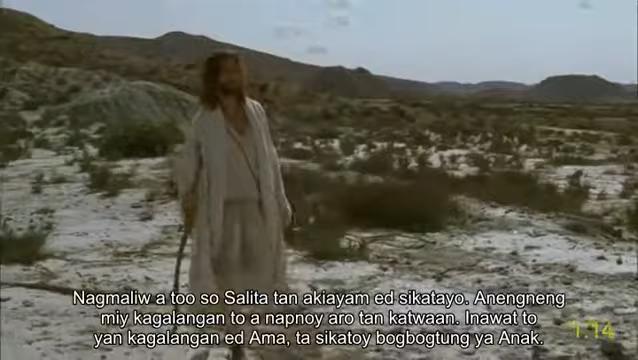 Nagmaliw a too so Salita tan akiayam ed sikatayo. Anengneng
miy kagalangan to a napnoy aro tan katwaan. Inawat to
yan kagalangan ed Ama, ta sikatoy bogbogtung ya Anak.
1:14